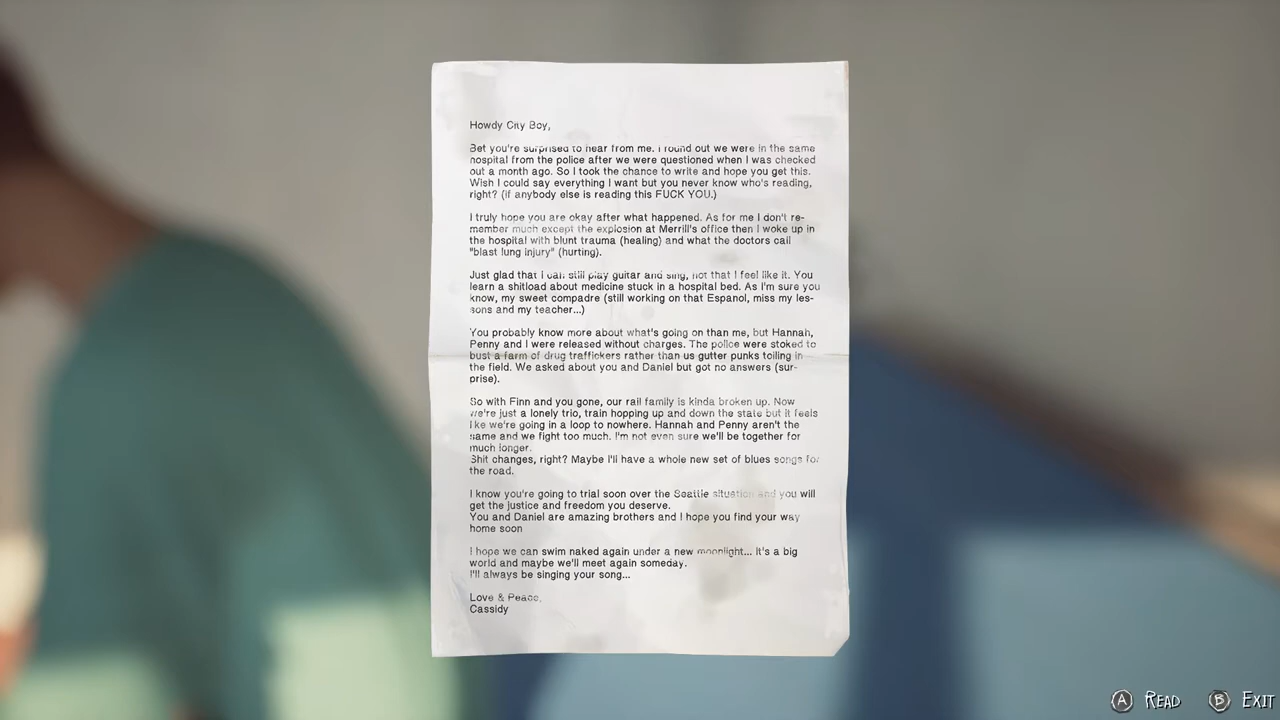 Howdy City Boy,
Bet you're surprised to hear from me. I found out we were in the same
hospital from the police after we were questioned when I was checked
out a month ago. So I took the chance to write and hope you get this.
Wish I could say everything I want but you never know who's reading,
right? (if anybody else is reading this FUCK YOU.)
I truly hope you are okay after what happened. As for me I don't re-
member much except the explosion at Merrill's office then I woke up in
the hospital with blunt trauma (healing) and what the doctors call
"blast lung injury" (hurting).
Just glad that I can still play guitar and sing, not that I feel like it. You
learn a shitload about medicine stuck in a hospital bed. As I'm sure you
know, my sweet compadre (still working on that Espanol, miss my les-
sons and my teacher...)
You probably know more about what's going on than me, but Hannah,
Penny and I were released without charges. The police were stoked to
bust a farm of drug traffickers rather than us gutter punks toiling in
the field. We asked about you and Daniel but got no answers (sur-
prise).
So with Finn and you gone, our rail family is kinda broken up. Now
we're just a lonely trio, train hopping up and down the state but it feels
like we're going in a loop to nowhere. Hannah and Penny aren't the
same and we fight too much. I'm not even sure we'll be together for
much longer.
Shit changes, right? Maybe I'll have a whole new set of blues songs for
the road.
I know you're going to trial soon over the Seattle situation and you will
get the justice and freedom you deserve.
You and Daniel are amazing brothers and I hope you find your way
home soon
I hope we can swim naked again under a new moonlight... It's a big
world and maybe we'll meet again someday.
I'll always be singing your song...
Love & Peace,
Cassidy
A READ B EXIT